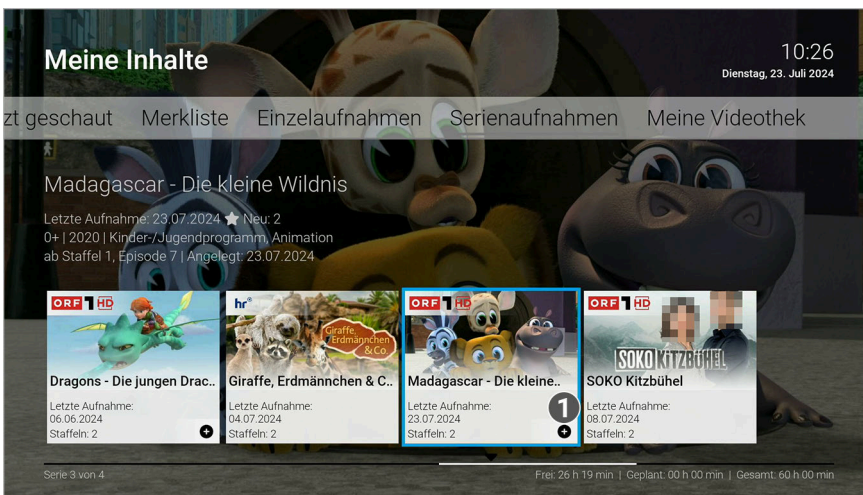 Meine Inhalte
10:26
Dienstag, 23. Juli 2024
zt geschaut Merkliste Einzelaufnahmen Serienaufnahmen Meine Videothek
Madagascar - Die kleine Wildnis
Letzte Aufnahme: 23.07.2024 ★ Neu: 2
0+ | 2020 | Kinder-/Jugendprogramm, Animation
ab Staffel 1, Episode 7 | Angelegt: 23.07.2024
ORF 1 HD
Dragons - Die jungen Drac..
Letzte Aufnahme:
06.06.2024
Staffeln: 2
hr
Giraffe,
Erdmännchen
& Co.
Giraffe, Erdmännchen & C..
Letzte Aufnahme:
04.07.2024
Staffeln: 2
ORF 1 HD
Madagascar - Die kleine..
Letzte Aufnahme:
23.07.2024
Staffeln: 2
1
ORF 1 HD
SOKO KITZBÜHEL
SOKO Kitzbühel
Letzte Aufnahme:
08.07.2024
Staffeln: 2
Serie 3 von 4
Frei: 26 h 19 min | Geplant: 00 h 00 min | Gesamt: 60 h 00 min